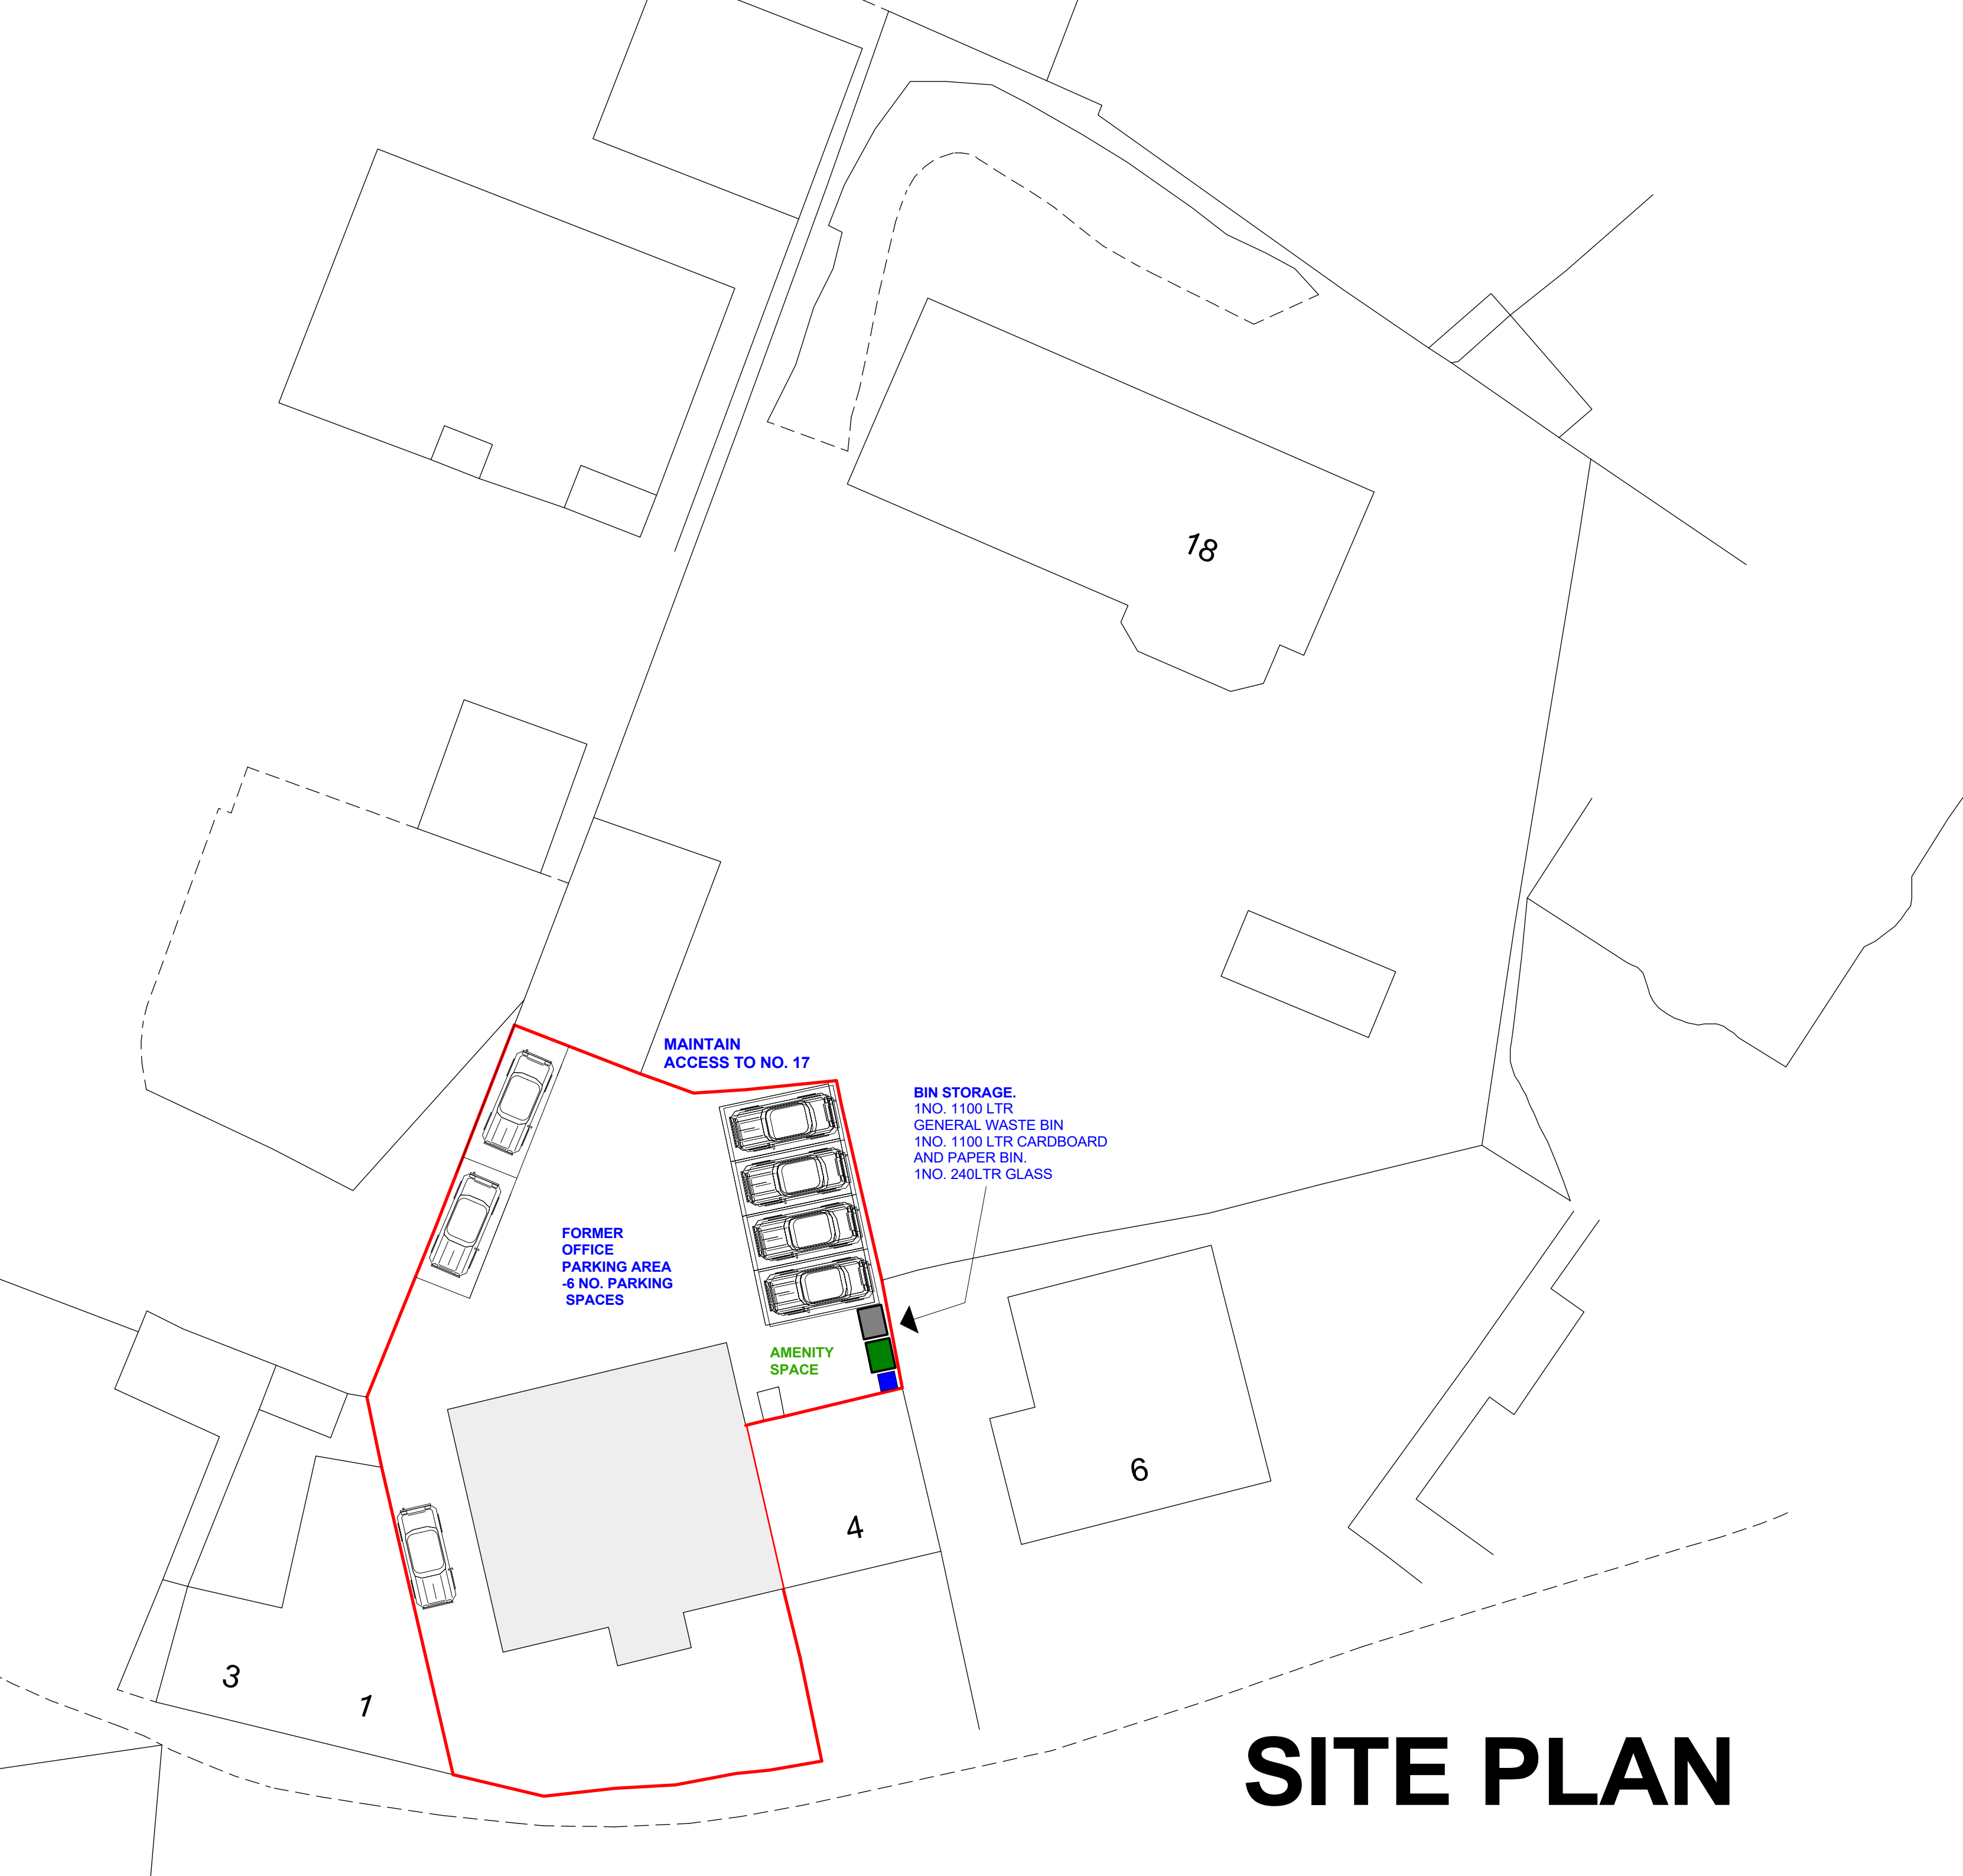 18
MAINTAIN
ACCESS TO NO. 17
BIN STORAGE.
1NO. 1100 LTR
GENERAL WASTE BIN
1NO. 1100 LTR CARDBOARD
AND PAPER BIN.
1NO. 240LTR GLASS
FORMER
OFFICE
PARKING AREA
-6 NO. PARKING
SPACES
AMENITY
SPACE
6
4
3
1
SITE PLAN